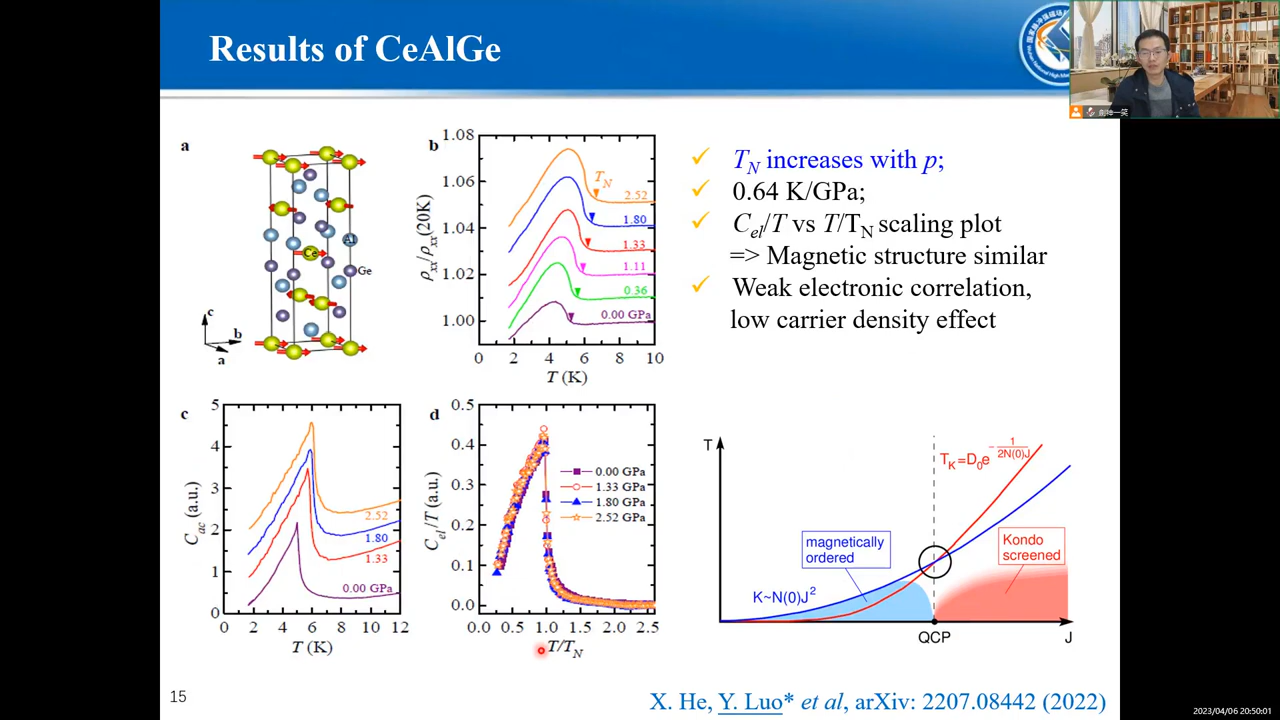 Results of CeAlGe
a
Al
Ce
Ge
c
b
a
b
1.08
1.06
1.04
1.02
1.00
ρxx/ρxx(20K)
TN
2.52
1.80
1.33
1.11
0.36
0.00 GPa
0 2 4 6 8 10
T (K)
✓ TN increases with p;
✓ 0.64 K/GPa;
✓ Cel/T vs T/TN scaling plot
=> Magnetic structure similar
✓ Weak electronic correlation,
low carrier density effect
c
5
4
3
2
1
0
Cac (a.u.)
2.52
1.80
1.33
0.00 GPa
0 2 4 6 8 10 12
T (K)
d
0.5
0.4
0.3
0.2
0.1
0.0
Cel/T (a.u.)
0.00 GPa
1.33 GPa
1.80 GPa
2.52 GPa
0.0 0.5 1.0 1.5 2.0 2.5
T/TN
T
TK=D0e^-1/2N(0)J
magnetically
ordered
Kondo
screened
K~N(0)J²
QCP
J
15
X. He, Y. Luo* et al, arXiv: 2207.08442 (2022)
2023/04/06 20:50:01